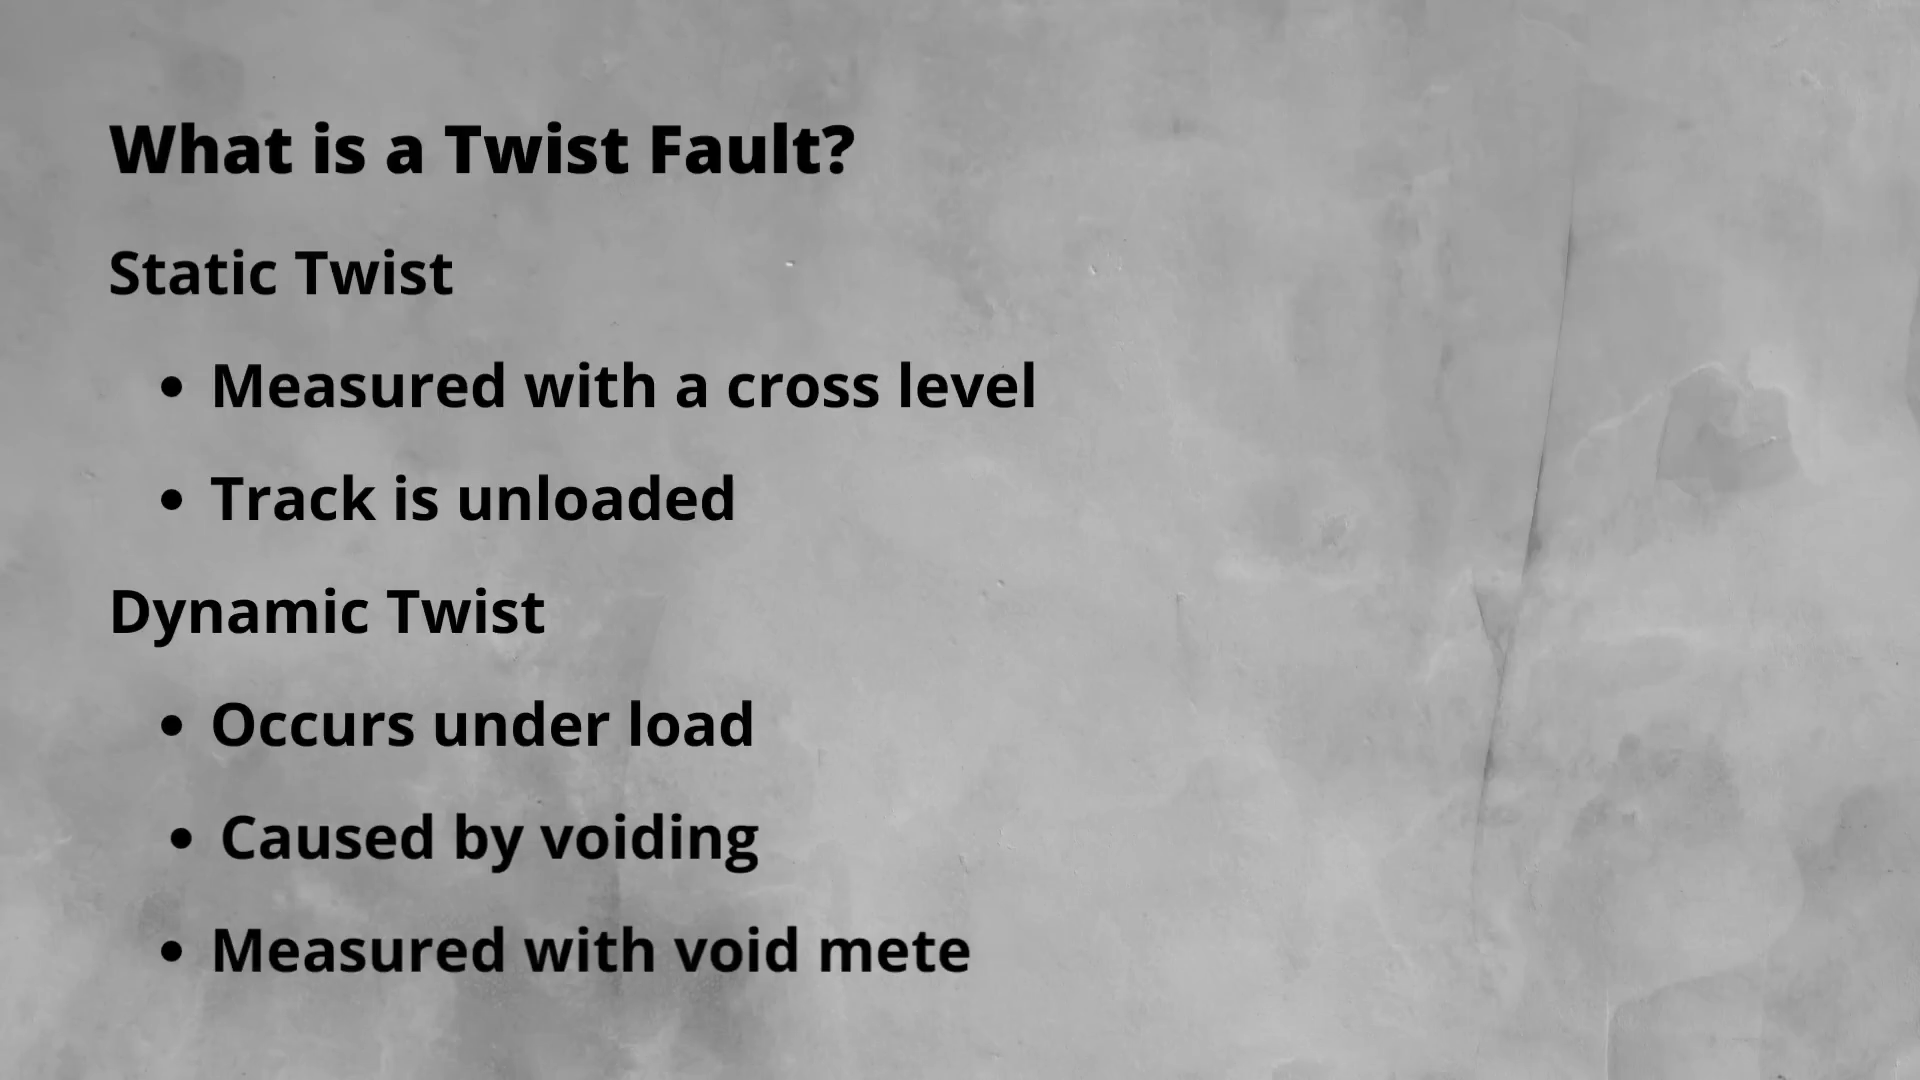 What is a Twist Fault?
Static Twist
• Measured with a cross level
• Track is unloaded
Dynamic Twist
• Occurs under load
• Caused by voiding
• Measured with void mete